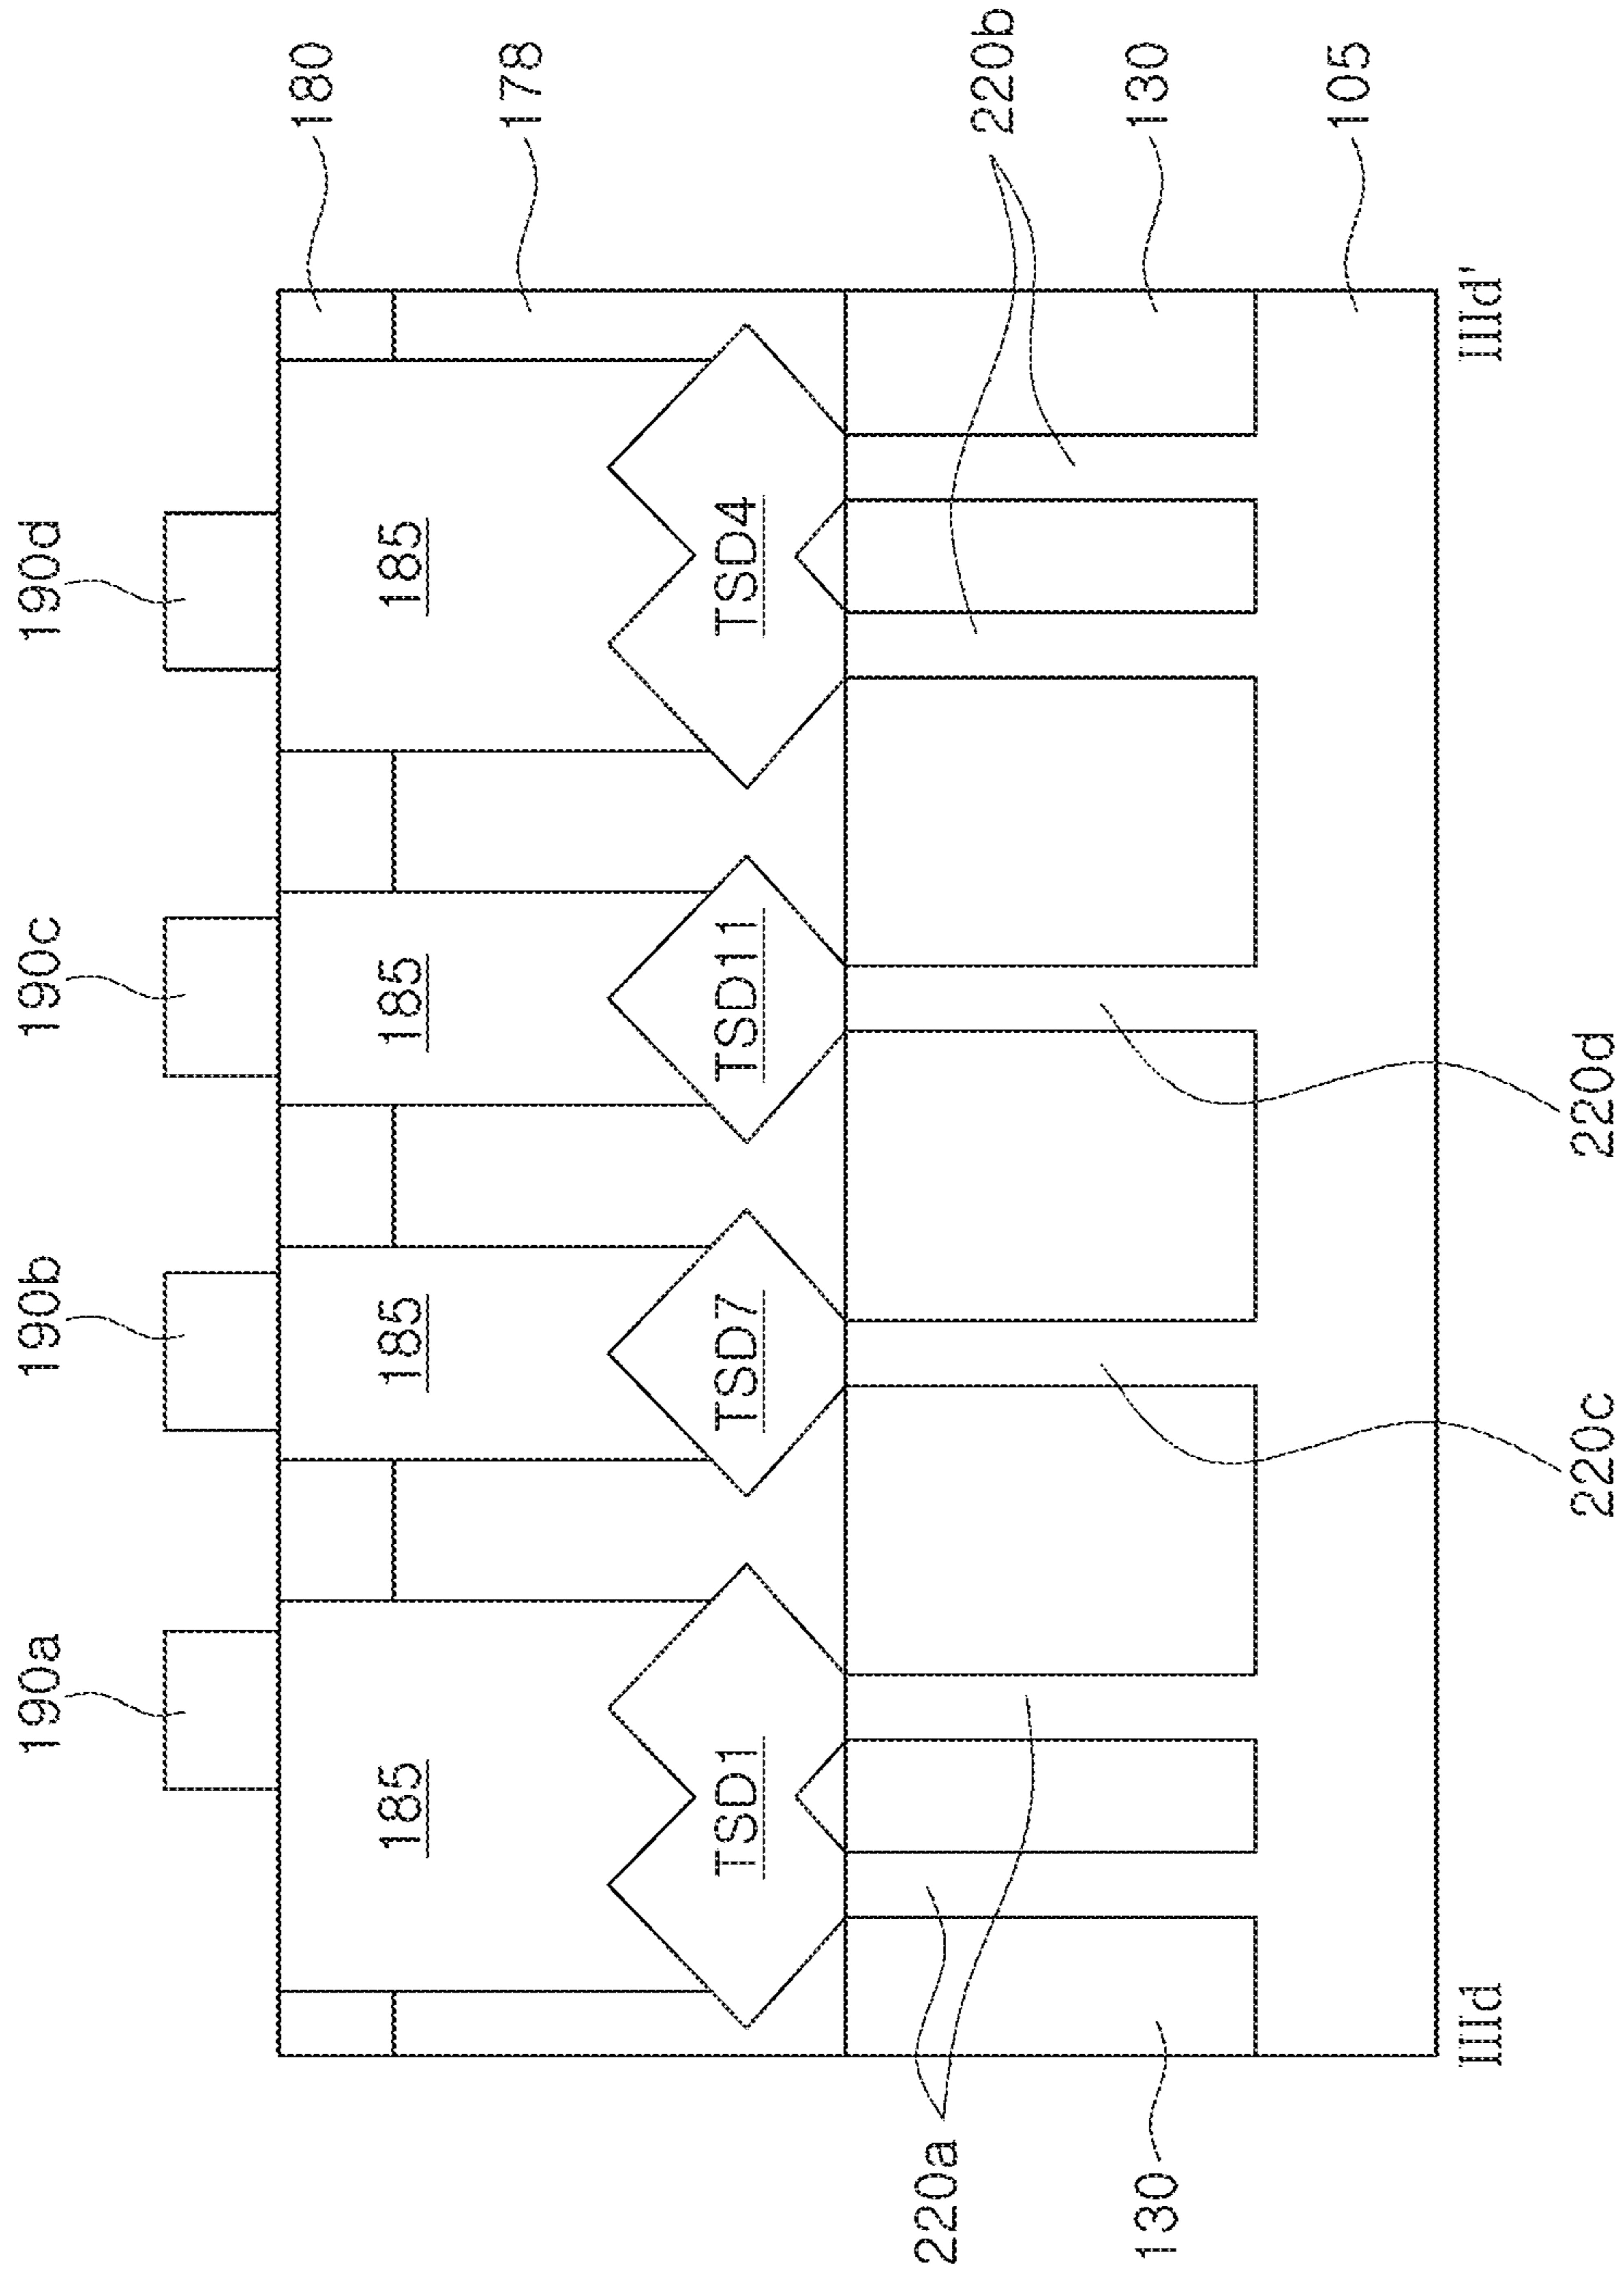 190a
190b
190c
190d
180
185
185
185
185
178
TSD1
TSD7
TSD11
TSD4
220b
220a
130
130
105
IIId
IIId'
220c
220d